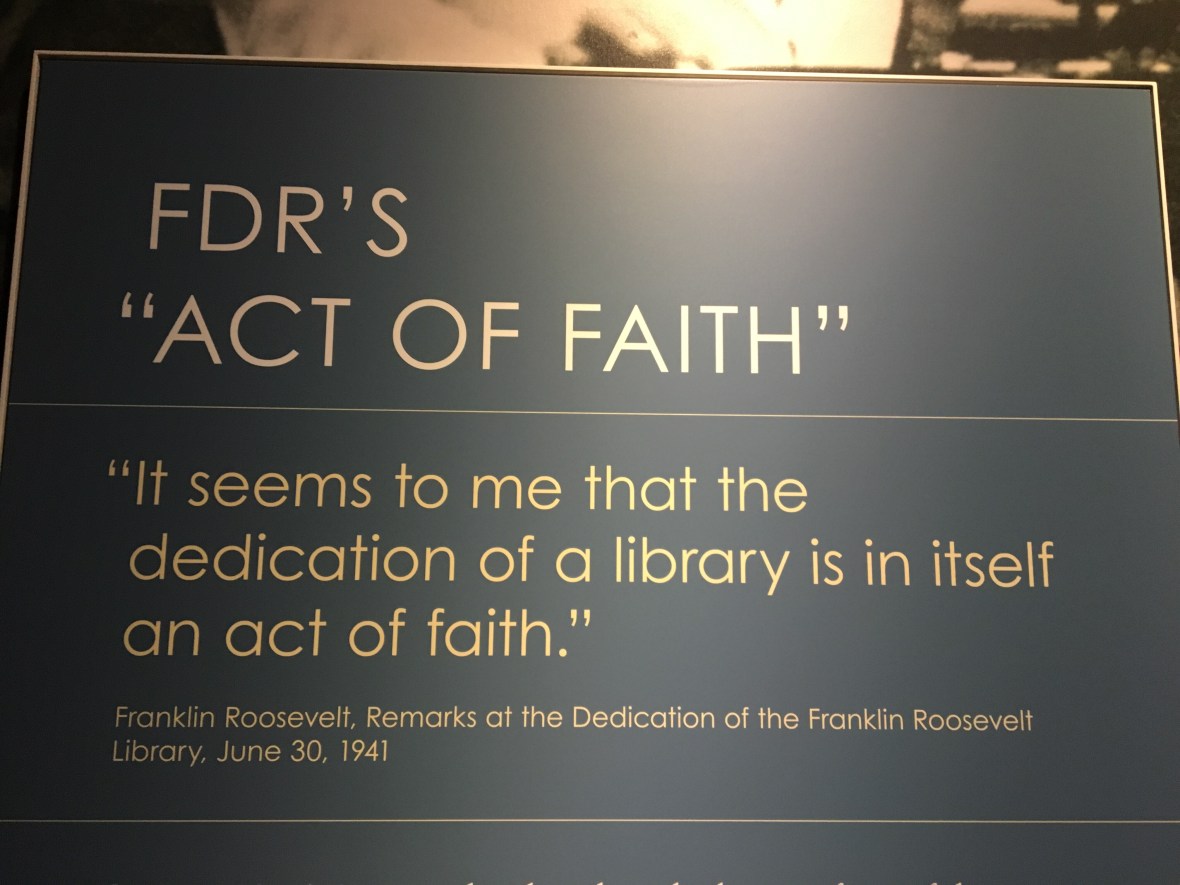 FDR’S
“ACT OF FAITH”
“It seems to me that the
dedication of a library is in itself
an act of faith.”
Franklin Roosevelt, Remarks at the Dedication of the Franklin Roosevelt
Library, June 30, 1941